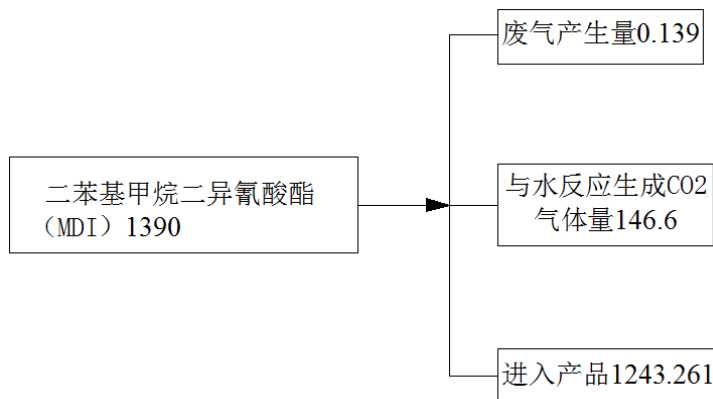 废气产生量0.139
二苯基甲烷二异氰酸酯
（MDI）1390
与水反应生成CO2
气体量146.6
进入产品1243.261